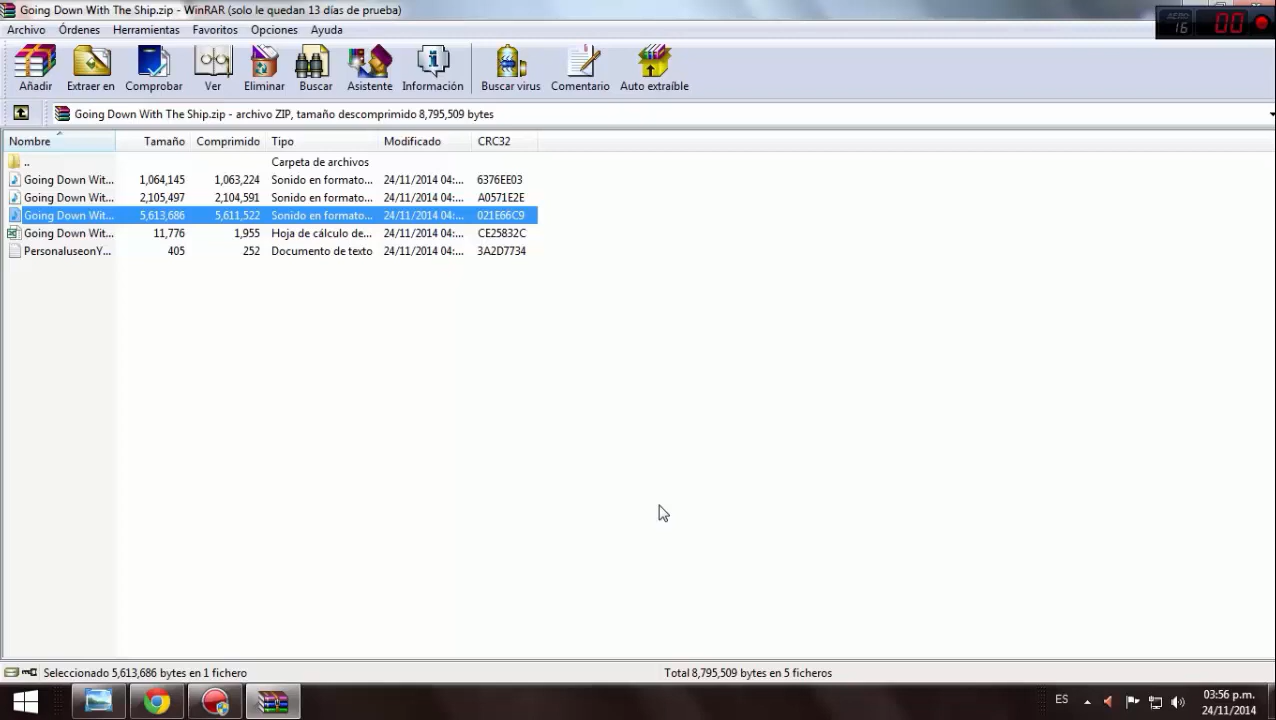 Going Down With The Ship.zip - WinRAR (solo le quedan 13 días de prueba)
AERO 16 00
Archivo Órdenes Herramientas Favoritos Opciones Ayuda
Añadir Extraer en Comprobar Ver Eliminar Buscar Asistente Información Buscar virus Comentario Auto extraíble
Going Down With The Ship.zip - archivo ZIP, tamaño descomprimido 8,795,509 bytes
Nombre Tamaño Comprimido Tipo Modificado CRC32
.. Carpeta de archivos
Going Down Wit... 1,064,145 1,063,224 Sonido en formato... 24/11/2014 04:... 6376EE03
Going Down Wit... 2,105,497 2,104,591 Sonido en formato... 24/11/2014 04:... A0571E2E
Going Down Wit... 5,613,686 5,611,522 Sonido en formato... 24/11/2014 04:... 021E66C9
Going Down Wit... 11,776 1,955 Hoja de cálculo de... 24/11/2014 04:... CE25832C
PersonaluseonY... 405 252 Documento de texto 24/11/2014 04:... 3A2D7734
Seleccionado 5,613,686 bytes en 1 fichero Total 8,795,509 bytes en 5 ficheros
ES 03:56 p.m.
24/11/2014